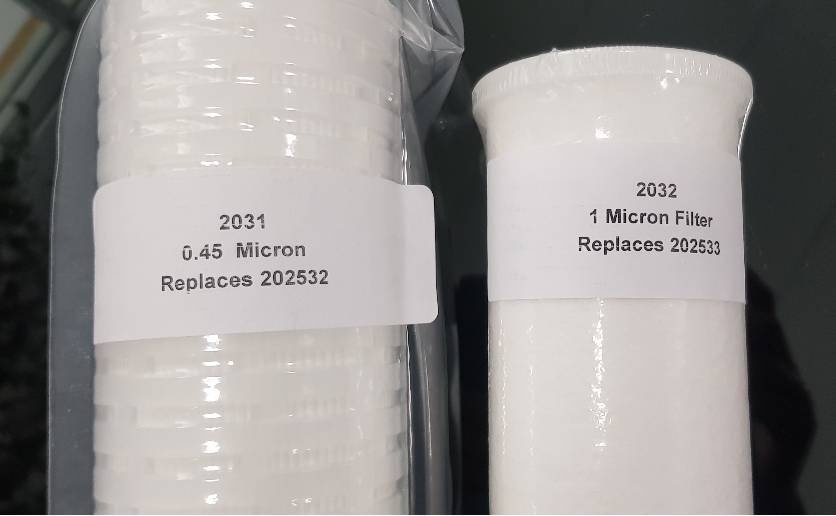 2031
0.45 Micron
Replaces 202532
2032
1 Micron Filter
Replaces 202533